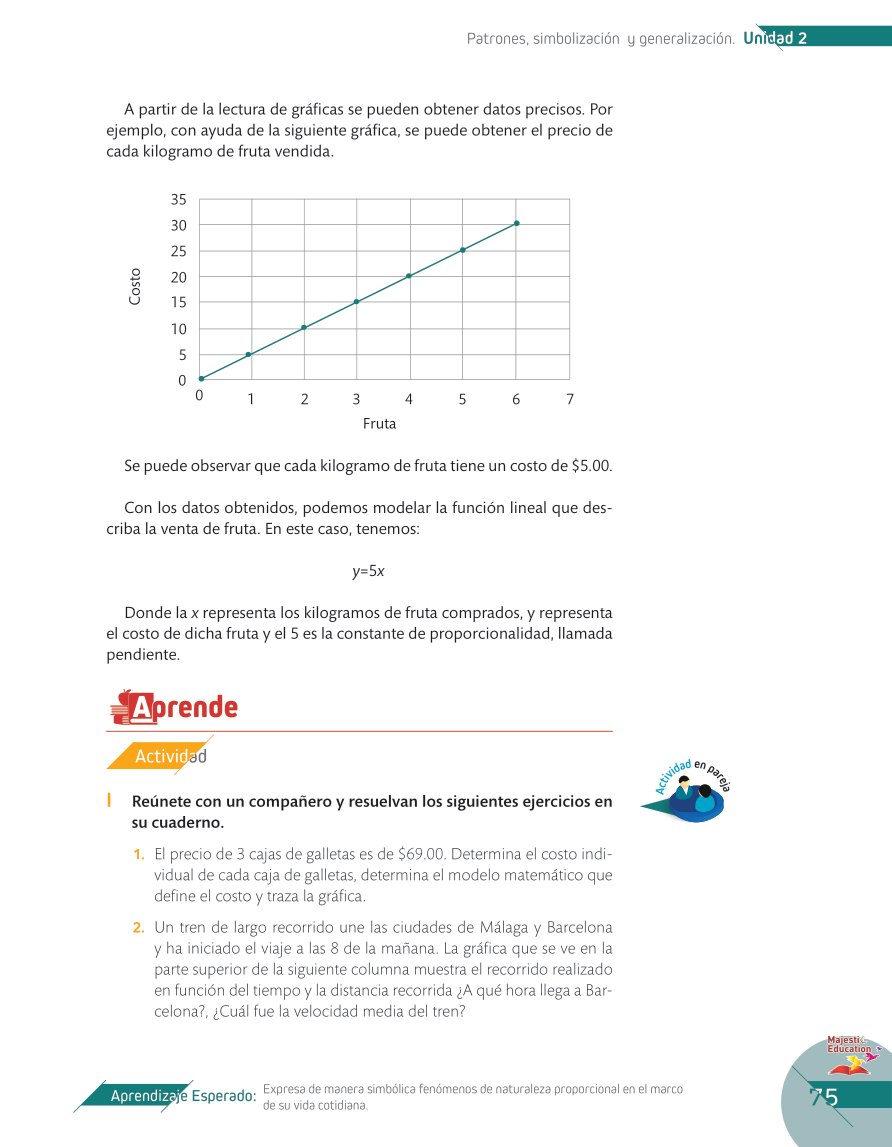 Patrones, simbolización y generalización. Unidad 2
A partir de la lectura de gráficas se pueden obtener datos precisos. Por
ejemplo, con ayuda de la siguiente gráfica, se puede obtener el precio de
cada kilogramo de fruta vendida.
35
30
25
20
15
10
5
0
Costo
0 1 2 3 4 5 6 7
Fruta
Se puede observar que cada kilogramo de fruta tiene un costo de $5.00.
Con los datos obtenidos, podemos modelar la función lineal que des-
criba la venta de fruta. En este caso, tenemos:
y=5x
Donde la x representa los kilogramos de fruta comprados, y representa
el costo de dicha fruta y el 5 es la constante de proporcionalidad, llamada
pendiente.
Aprende
Actividad
Actividad en pareja
I Reúnete con un compañero y resuelvan los siguientes ejercicios en
su cuaderno.
1. El precio de 3 cajas de galletas es de $69.00. Determina el costo indi-
vidual de cada caja de galletas, determina el modelo matemático que
define el costo y traza la gráfica.
2. Un tren de largo recorrido une las ciudades de Málaga y Barcelona
y ha iniciado el viaje a las 8 de la mañana. La gráfica que se ve en la
parte superior de la siguiente columna muestra el recorrido realizado
en función del tiempo y la distancia recorrida ¿A qué hora llega a Bar-
celona?, ¿Cuál fue la velocidad media del tren?
Majestic
Education
Aprendizaje Esperado: Expresa de manera simbólica fenómenos de naturaleza proporcional en el marco
de su vida cotidiana.
75